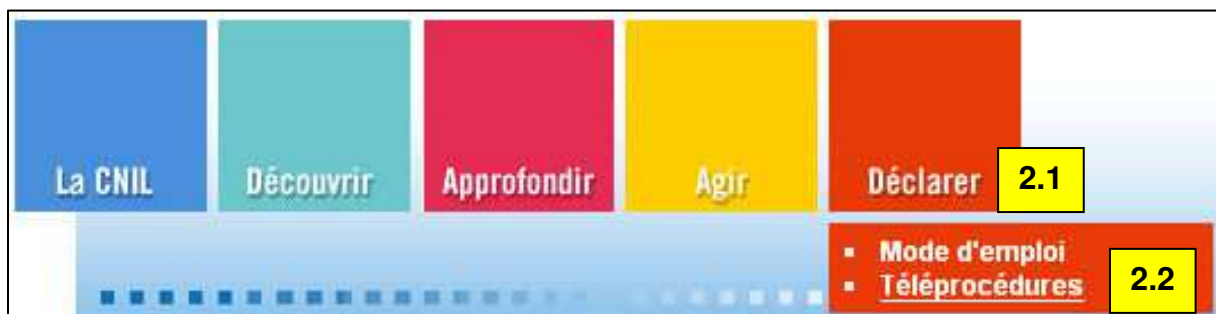 La CNIL Découvrir Approfondir Agir Déclarer 2.1
Mode d'emploi
Téléprocédures 2.2